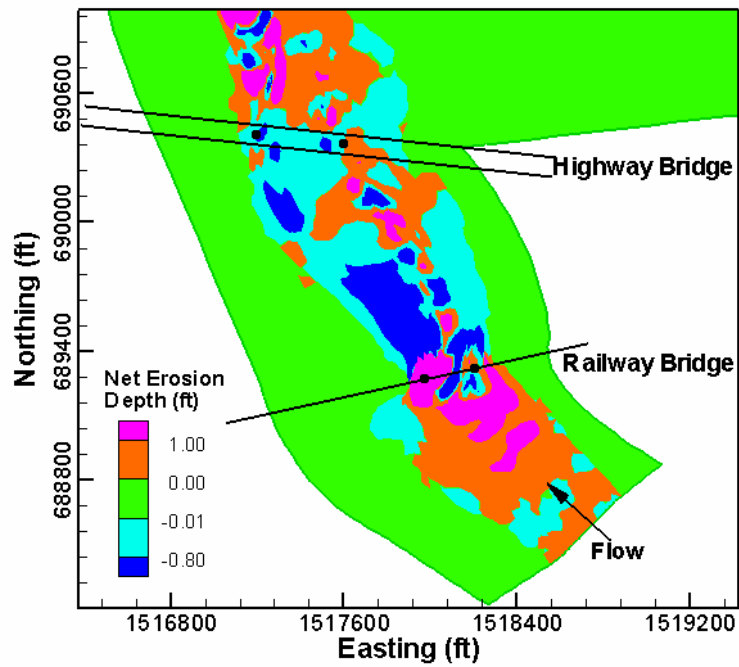 690600
Highway Bridge
690000
Northing (ft)
689400
Railway Bridge
Net Erosion
Depth (ft)
1.00
0.00
-0.01
-0.80
688800
Flow
1516800
1517600
1518400
1519200
Easting (ft)